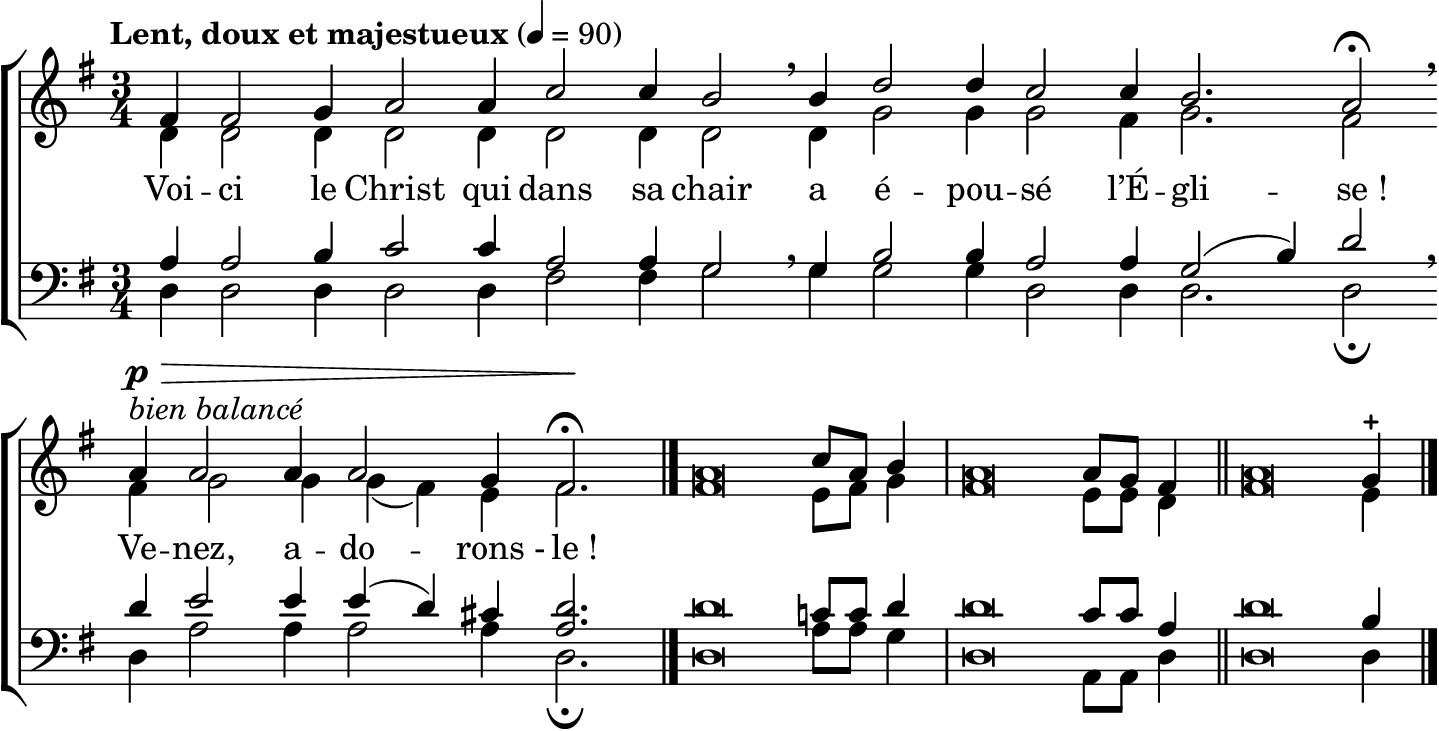 Lent, doux et majestueux (♩ = 90)
Voi -- ci le Christ qui dans sa chair a é -- pou -- sé l’É -- gli -- se !
p
bien balancé
Ve -- nez, a -- do -- rons - le !